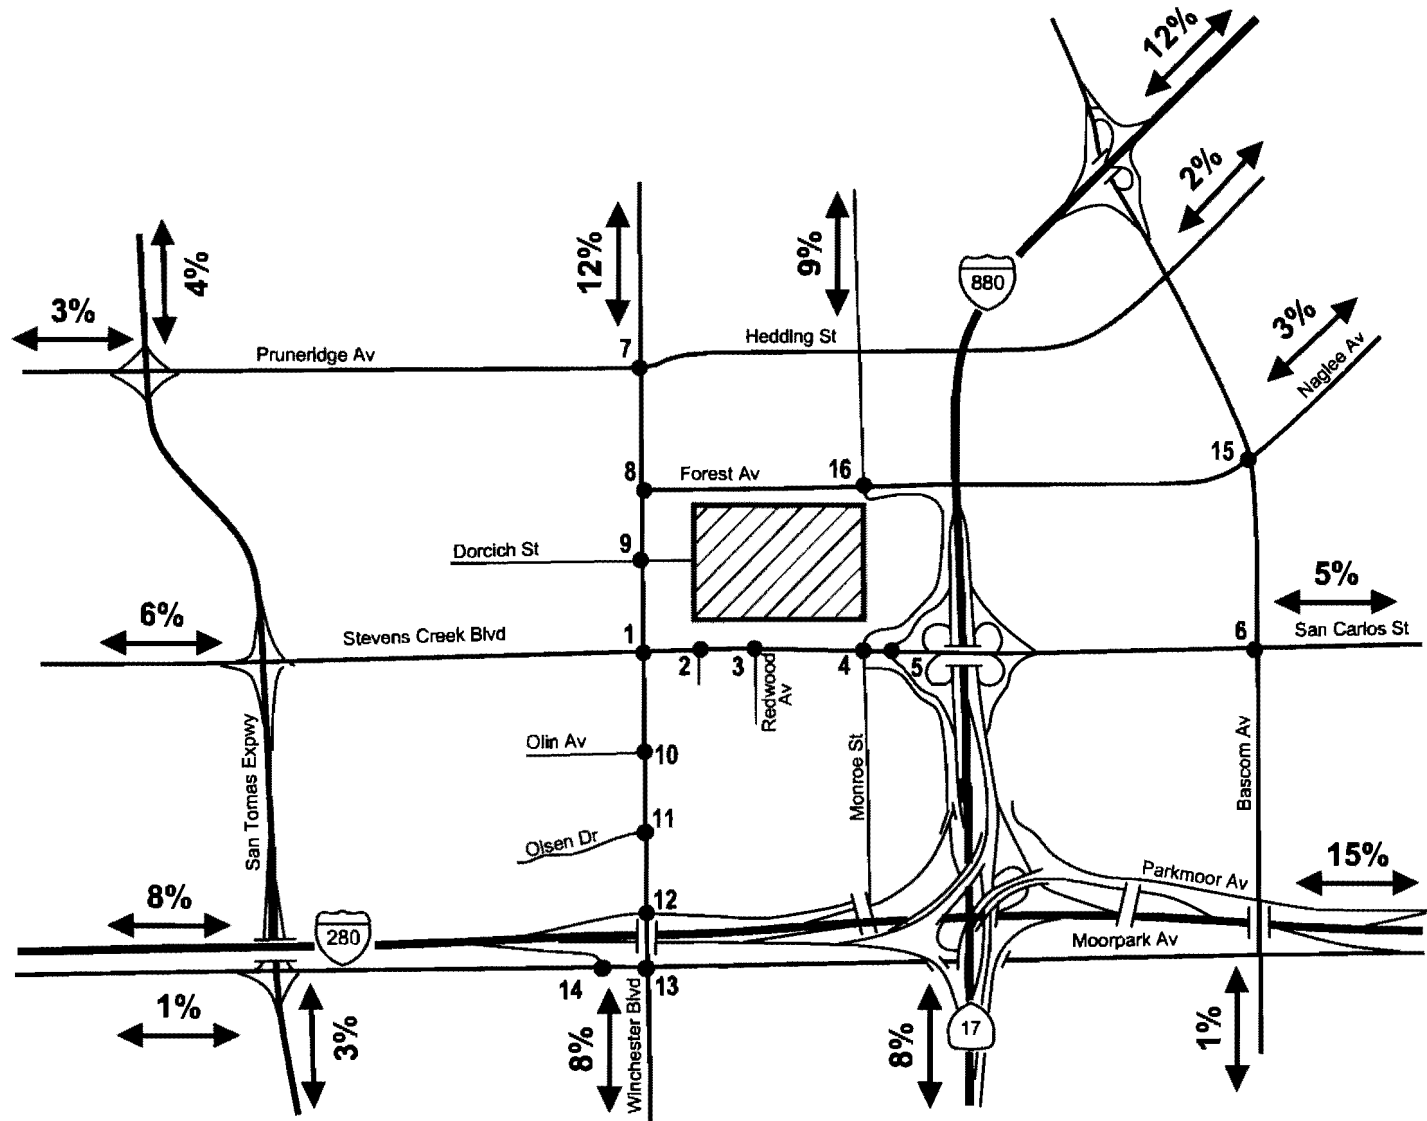 12%
2%
4%
12%
9%
880
3%
3%
Naglee Av
Pruneridge Av
7
Hedding St
15
8
Forest Av
16
Dorcich St
9
5%
6%
Stevens Creek Blvd
1
2
3
4
5
6
San Carlos St
Redwood
Av
Olin Av
10
San Tomas Expwy
Monroe St
Bascom Av
11
Olsen Dr
15%
8%
12
Parkmoor Av
280
Moorpark Av
14
13
1%
3%
8%
Winchester Blvd
8%
17
1%